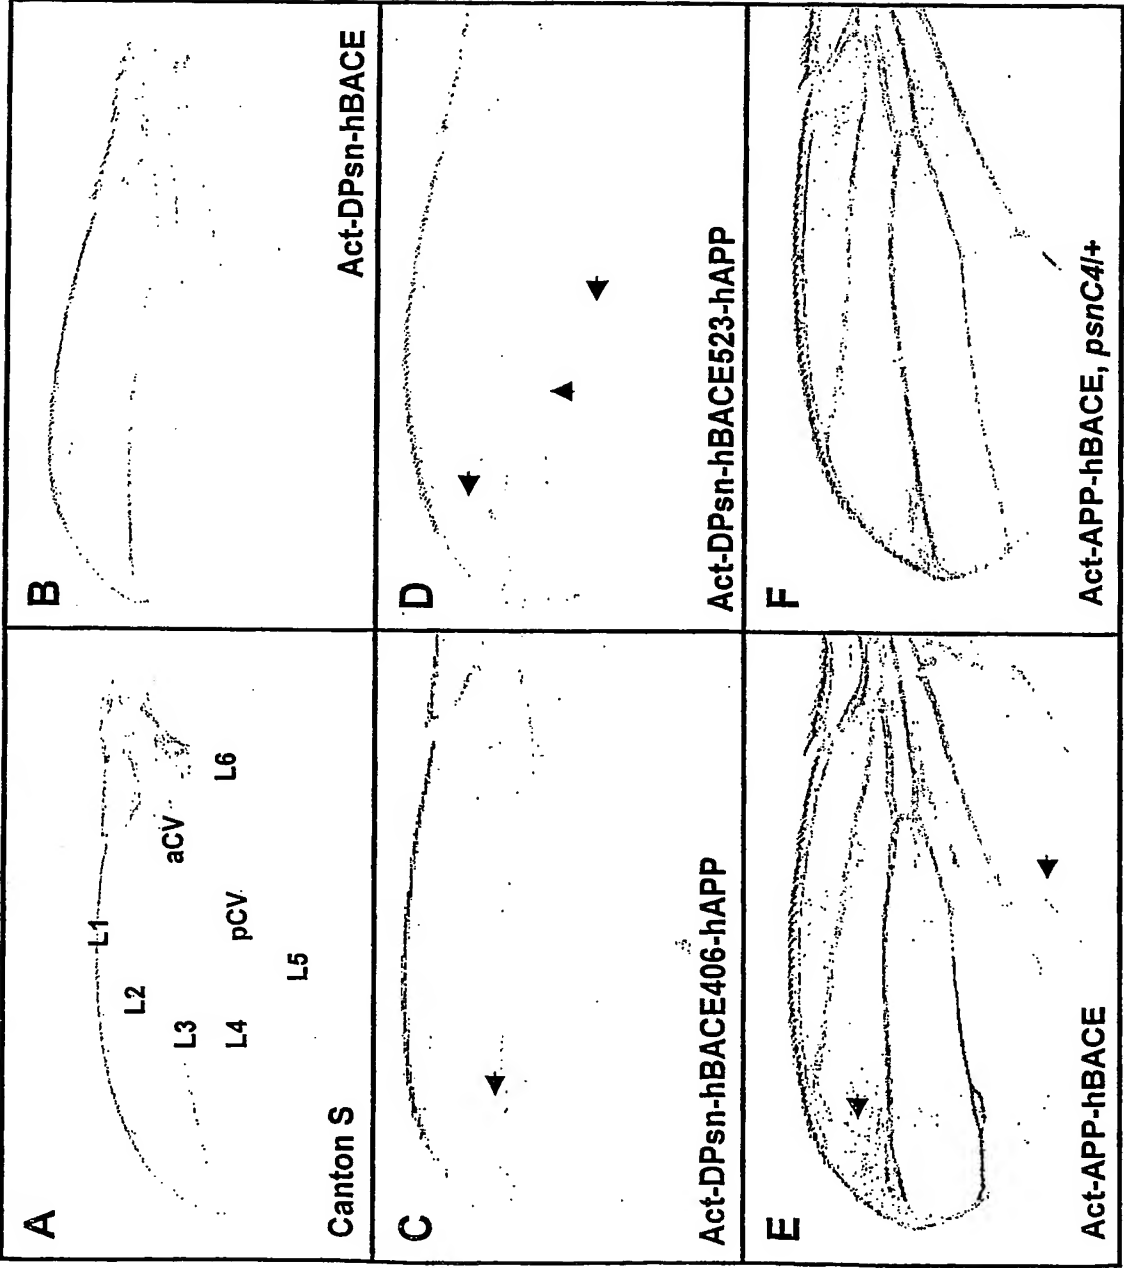 A
L1
L2
L3
L4
L5
L6
aCV
pCV
Canton S
B
Act-DPsn-hBACE
C
Act-DPsn-hBACE406-hAPP
D
Act-DPsn-hBACE523-hAPP
E
Act-APP-hBACE
F
Act-APP-hBACE, psnC4/+